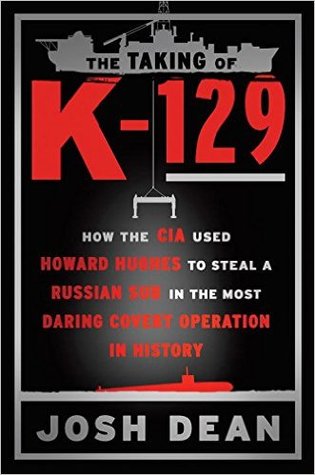 THE TAKING OF
K-129
HOW THE CIA USED
HOWARD HUGHES TO STEAL A
RUSSIAN SUB IN THE MOST
DARING COVERT OPERATION
IN HISTORY
JOSH DEAN